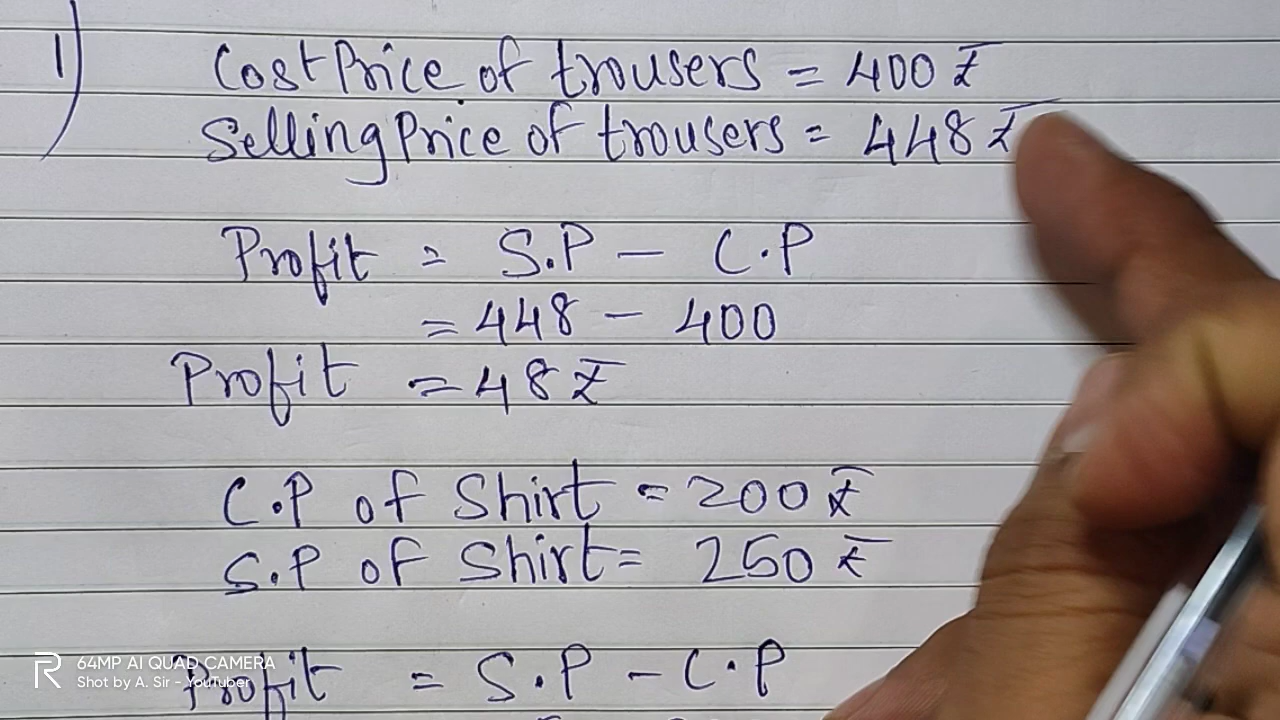 1)
Cost Price of trousers = 400 ₹
Selling Price of trousers = 448 ₹
Profit = S.P – C.P
= 448 – 400
Profit = 48 ₹
C.P of Shirt = 200 ₹
S.P of Shirt = 250 ₹
Profit = S.P – C.P
64MP AI QUAD CAMERA
Shot by A. Sir - YouTuber